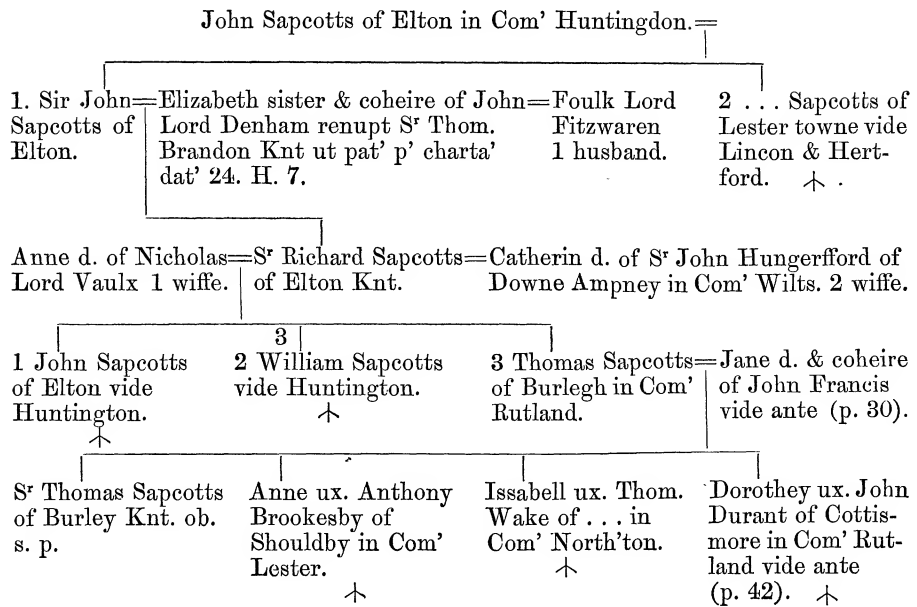 John Sapcotts of Elton in Com' Huntingdon.=
1. Sir John=
Sapcotts of
Elton.
Elizabeth sister & coheire of John=
Lord Denham renupt Sʳ Thom.
Brandon Knt ut pat' p' charta'
dat' 24. H. 7.
Foulk Lord
Fitzwaren
1 husband.
2 ... Sapcotts of
Lester towne vide
Lincon & Hert-
ford.
Anne d. of Nicholas=
Lord Vaulx 1 wiffe.
Sʳ Richard Sapcotts=
of Elton Knt.
Catherin d. of Sʳ John Hungerfford of
Downe Ampney in Com' Wilts. 2 wiffe.
3
1 John Sapcotts
of Elton vide
Huntington.
2 William Sapcotts
vide Huntington.
3 Thomas Sapcotts=
of Burlegh in Com'
Rutland.
Jane d. & coheire
of John Francis
vide ante (p. 30).
Sʳ Thomas Sapcotts
of Burley Knt. ob.
s. p.
Anne ux. Anthony
Brookesby of
Shouldby in Com'
Lester.
Issabell ux. Thom.
Wake of ... in
Com' North'ton.
Dorothey ux. John
Durant of Cottis-
more in Com' Rut-
land vide ante
(p. 42).